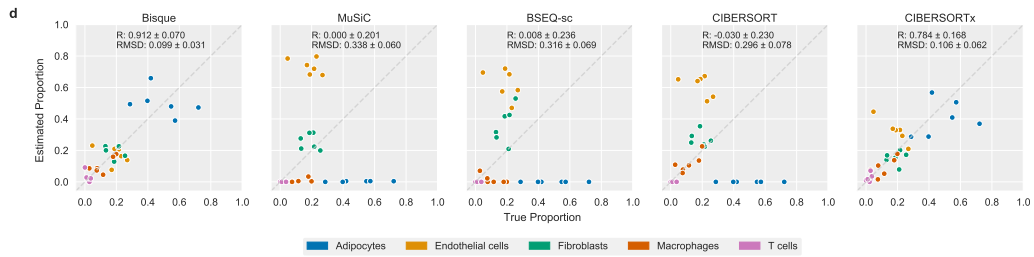 d
Bisque
MuSiC
BSEQ-sc
CIBERSORT
CIBERSORTx
R: 0.912 ± 0.070
RMSD: 0.099 ± 0.031
R: 0.000 ± 0.201
RMSD: 0.338 ± 0.060
R: 0.008 ± 0.236
RMSD: 0.316 ± 0.069
R: -0.030 ± 0.230
RMSD: 0.296 ± 0.078
R: 0.784 ± 0.168
RMSD: 0.106 ± 0.062
Estimated Proportion
1.0
0.8
0.6
0.4
0.2
0.0
0.0 0.2 0.4 0.6 0.8 1.0
0.0 0.2 0.4 0.6 0.8 1.0
0.0 0.2 0.4 0.6 0.8 1.0
0.0 0.2 0.4 0.6 0.8 1.0
0.0 0.2 0.4 0.6 0.8 1.0
True Proportion
Adipocytes Endothelial cells Fibroblasts Macrophages T cells